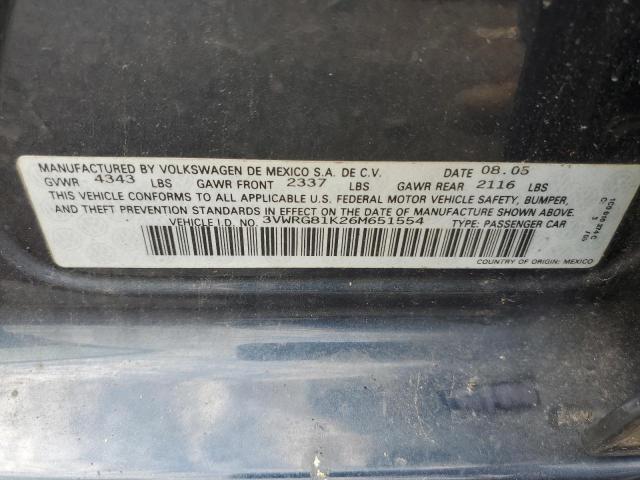 MANUFACTURED BY VOLKSWAGEN DE MEXICO S.A. DE C.V. DATE 08.05
GVWR 4343 LBS GAWR FRONT 2337 LBS GAWR REAR 2116 LBS
THIS VEHICLE CONFORMS TO ALL APPLICABLE U.S. FEDERAL MOTOR VEHICLE SAFETY, BUMPER,
AND THEFT PREVENTION STANDARDS IN EFFECT ON THE DATE OF MANUFACTURE SHOWN ABOVE.
VEHICLE I.D. NO. 3VWRG81K26M651554 TYPE: PASSENGER CAR
COUNTRY OF ORIGIN: MEXICO